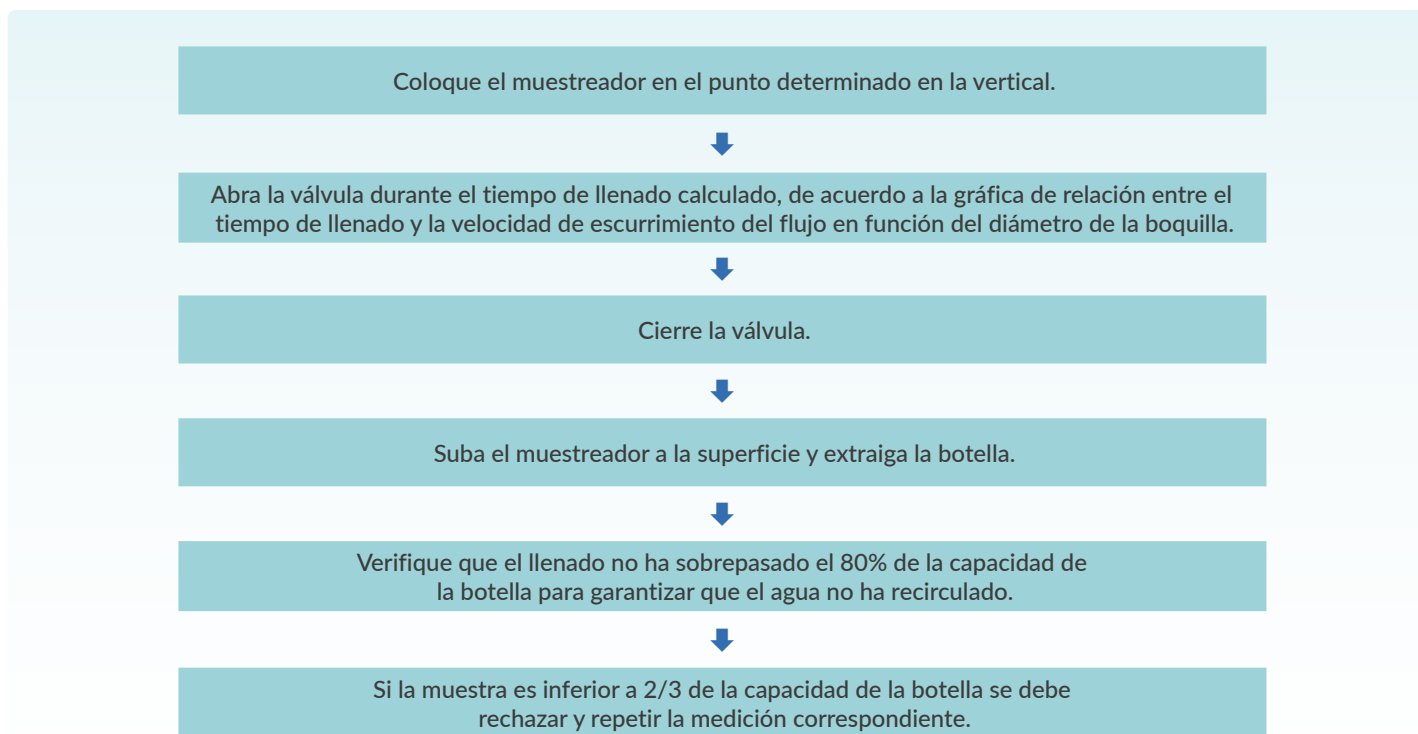 Coloque el muestreador en el punto determinado en la vertical.
Abra la válvula durante el tiempo de llenado calculado, de acuerdo a la gráfica de relación entre el
tiempo de llenado y la velocidad de escurrimiento del flujo en función del diámetro de la boquilla.
Cierre la válvula.
Suba el muestreador a la superficie y extraiga la botella.
Verifique que el llenado no ha sobrepasado el 80% de la capacidad de
la botella para garantizar que el agua no ha recirculado.
Si la muestra es inferior a 2/3 de la capacidad de la botella se debe
rechazar y repetir la medición correspondiente.